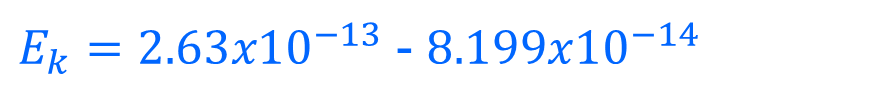 $E_k = 2.63x10^{-13} - 8.199x10^{-14}$